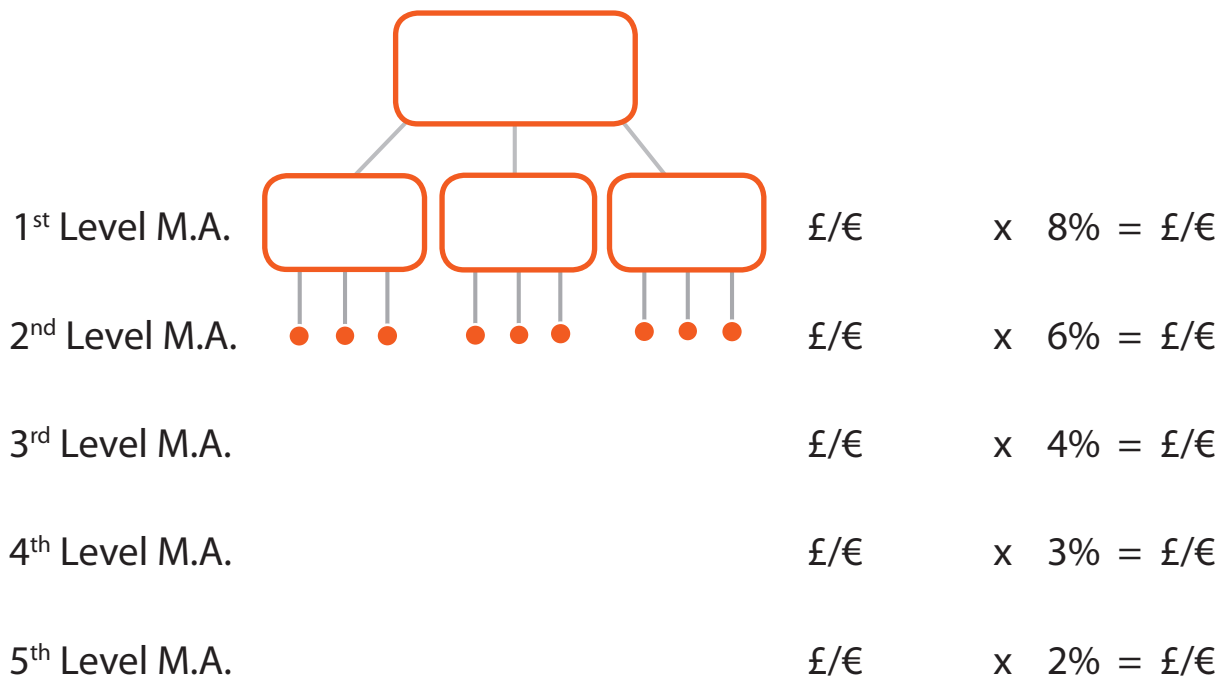 1st Level M.A. £/€ x 8% = £/€
2nd Level M.A. £/€ x 6% = £/€
3rd Level M.A. £/€ x 4% = £/€
4th Level M.A. £/€ x 3% = £/€
5th Level M.A. £/€ x 2% = £/€